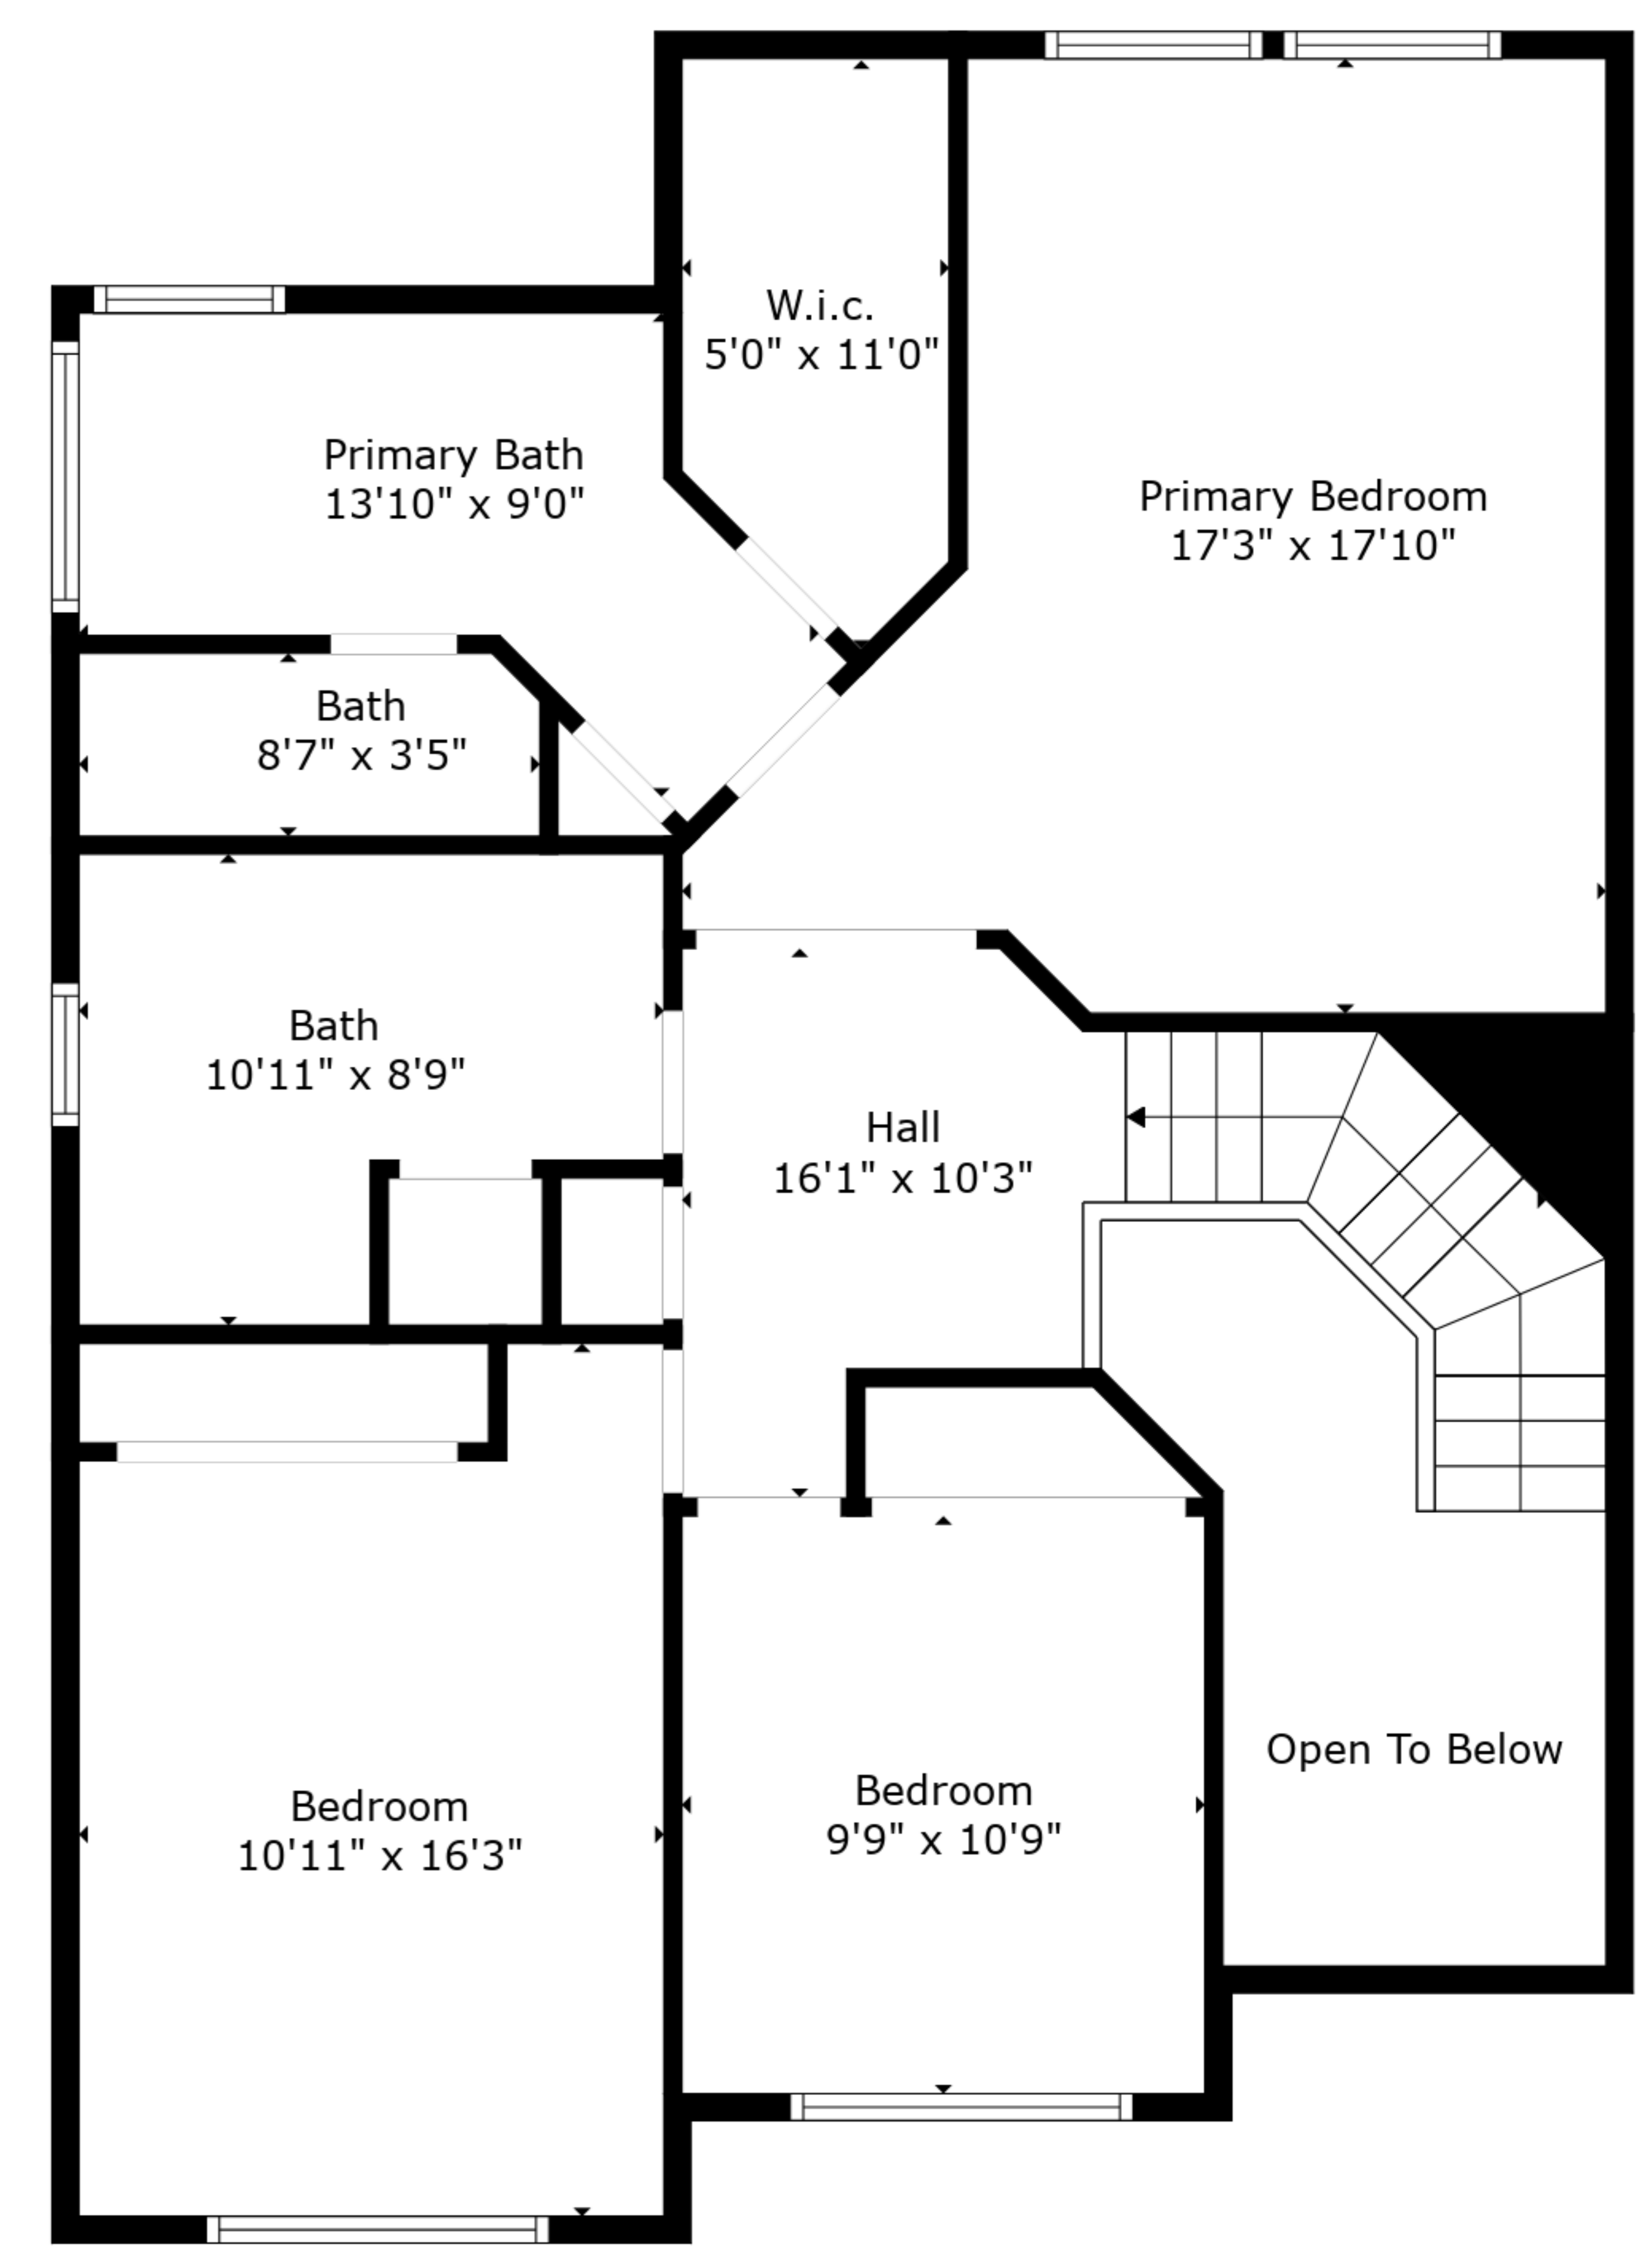 W.i.c.
5'0" x 11'0"
Primary Bath
13'10" x 9'0"
Primary Bedroom
17'3" x 17'10"
Bath
8'7" x 3'5"
Bath
10'11" x 8'9"
Hall
16'1" x 10'3"
Open To Below
Bedroom
10'11" x 16'3"
Bedroom
9'9" x 10'9"